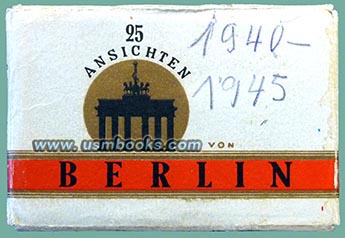 25
ANSICHTEN
1940-
1945
www.usmbooks.com
VON
BERLIN